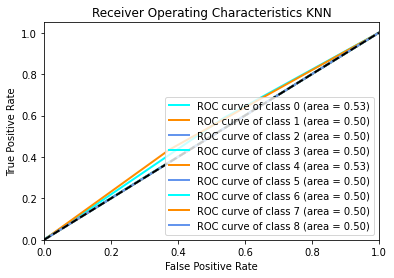 Receiver Operating Characteristics KNN
1.0
0.8
0.6
0.4
0.2
0.0
True Positive Rate
ROC curve of class 0 (area = 0.53)
ROC curve of class 1 (area = 0.50)
ROC curve of class 2 (area = 0.50)
ROC curve of class 3 (area = 0.50)
ROC curve of class 4 (area = 0.53)
ROC curve of class 5 (area = 0.50)
ROC curve of class 6 (area = 0.50)
ROC curve of class 7 (area = 0.50)
ROC curve of class 8 (area = 0.50)
0.0 0.2 0.4 0.6 0.8 1.0
False Positive Rate